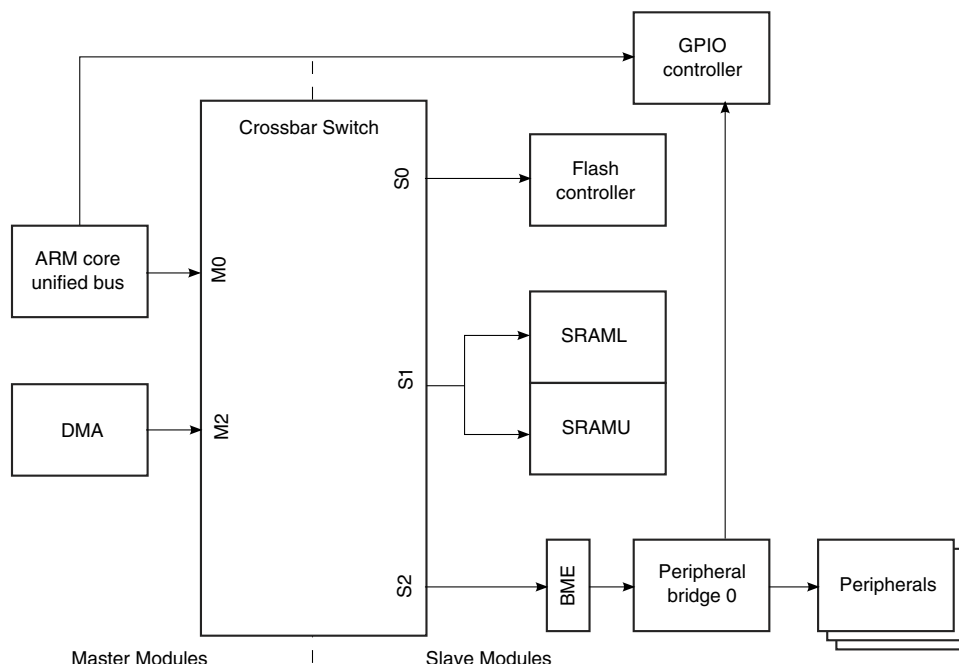 GPIO
controller
Crossbar Switch
S0
Flash
controller
ARM core
unified bus
M0
SRAML
S1
DMA
M2
SRAMU
S2
BME
Peripheral
bridge 0
Peripherals
Master Modules
Slave Modules